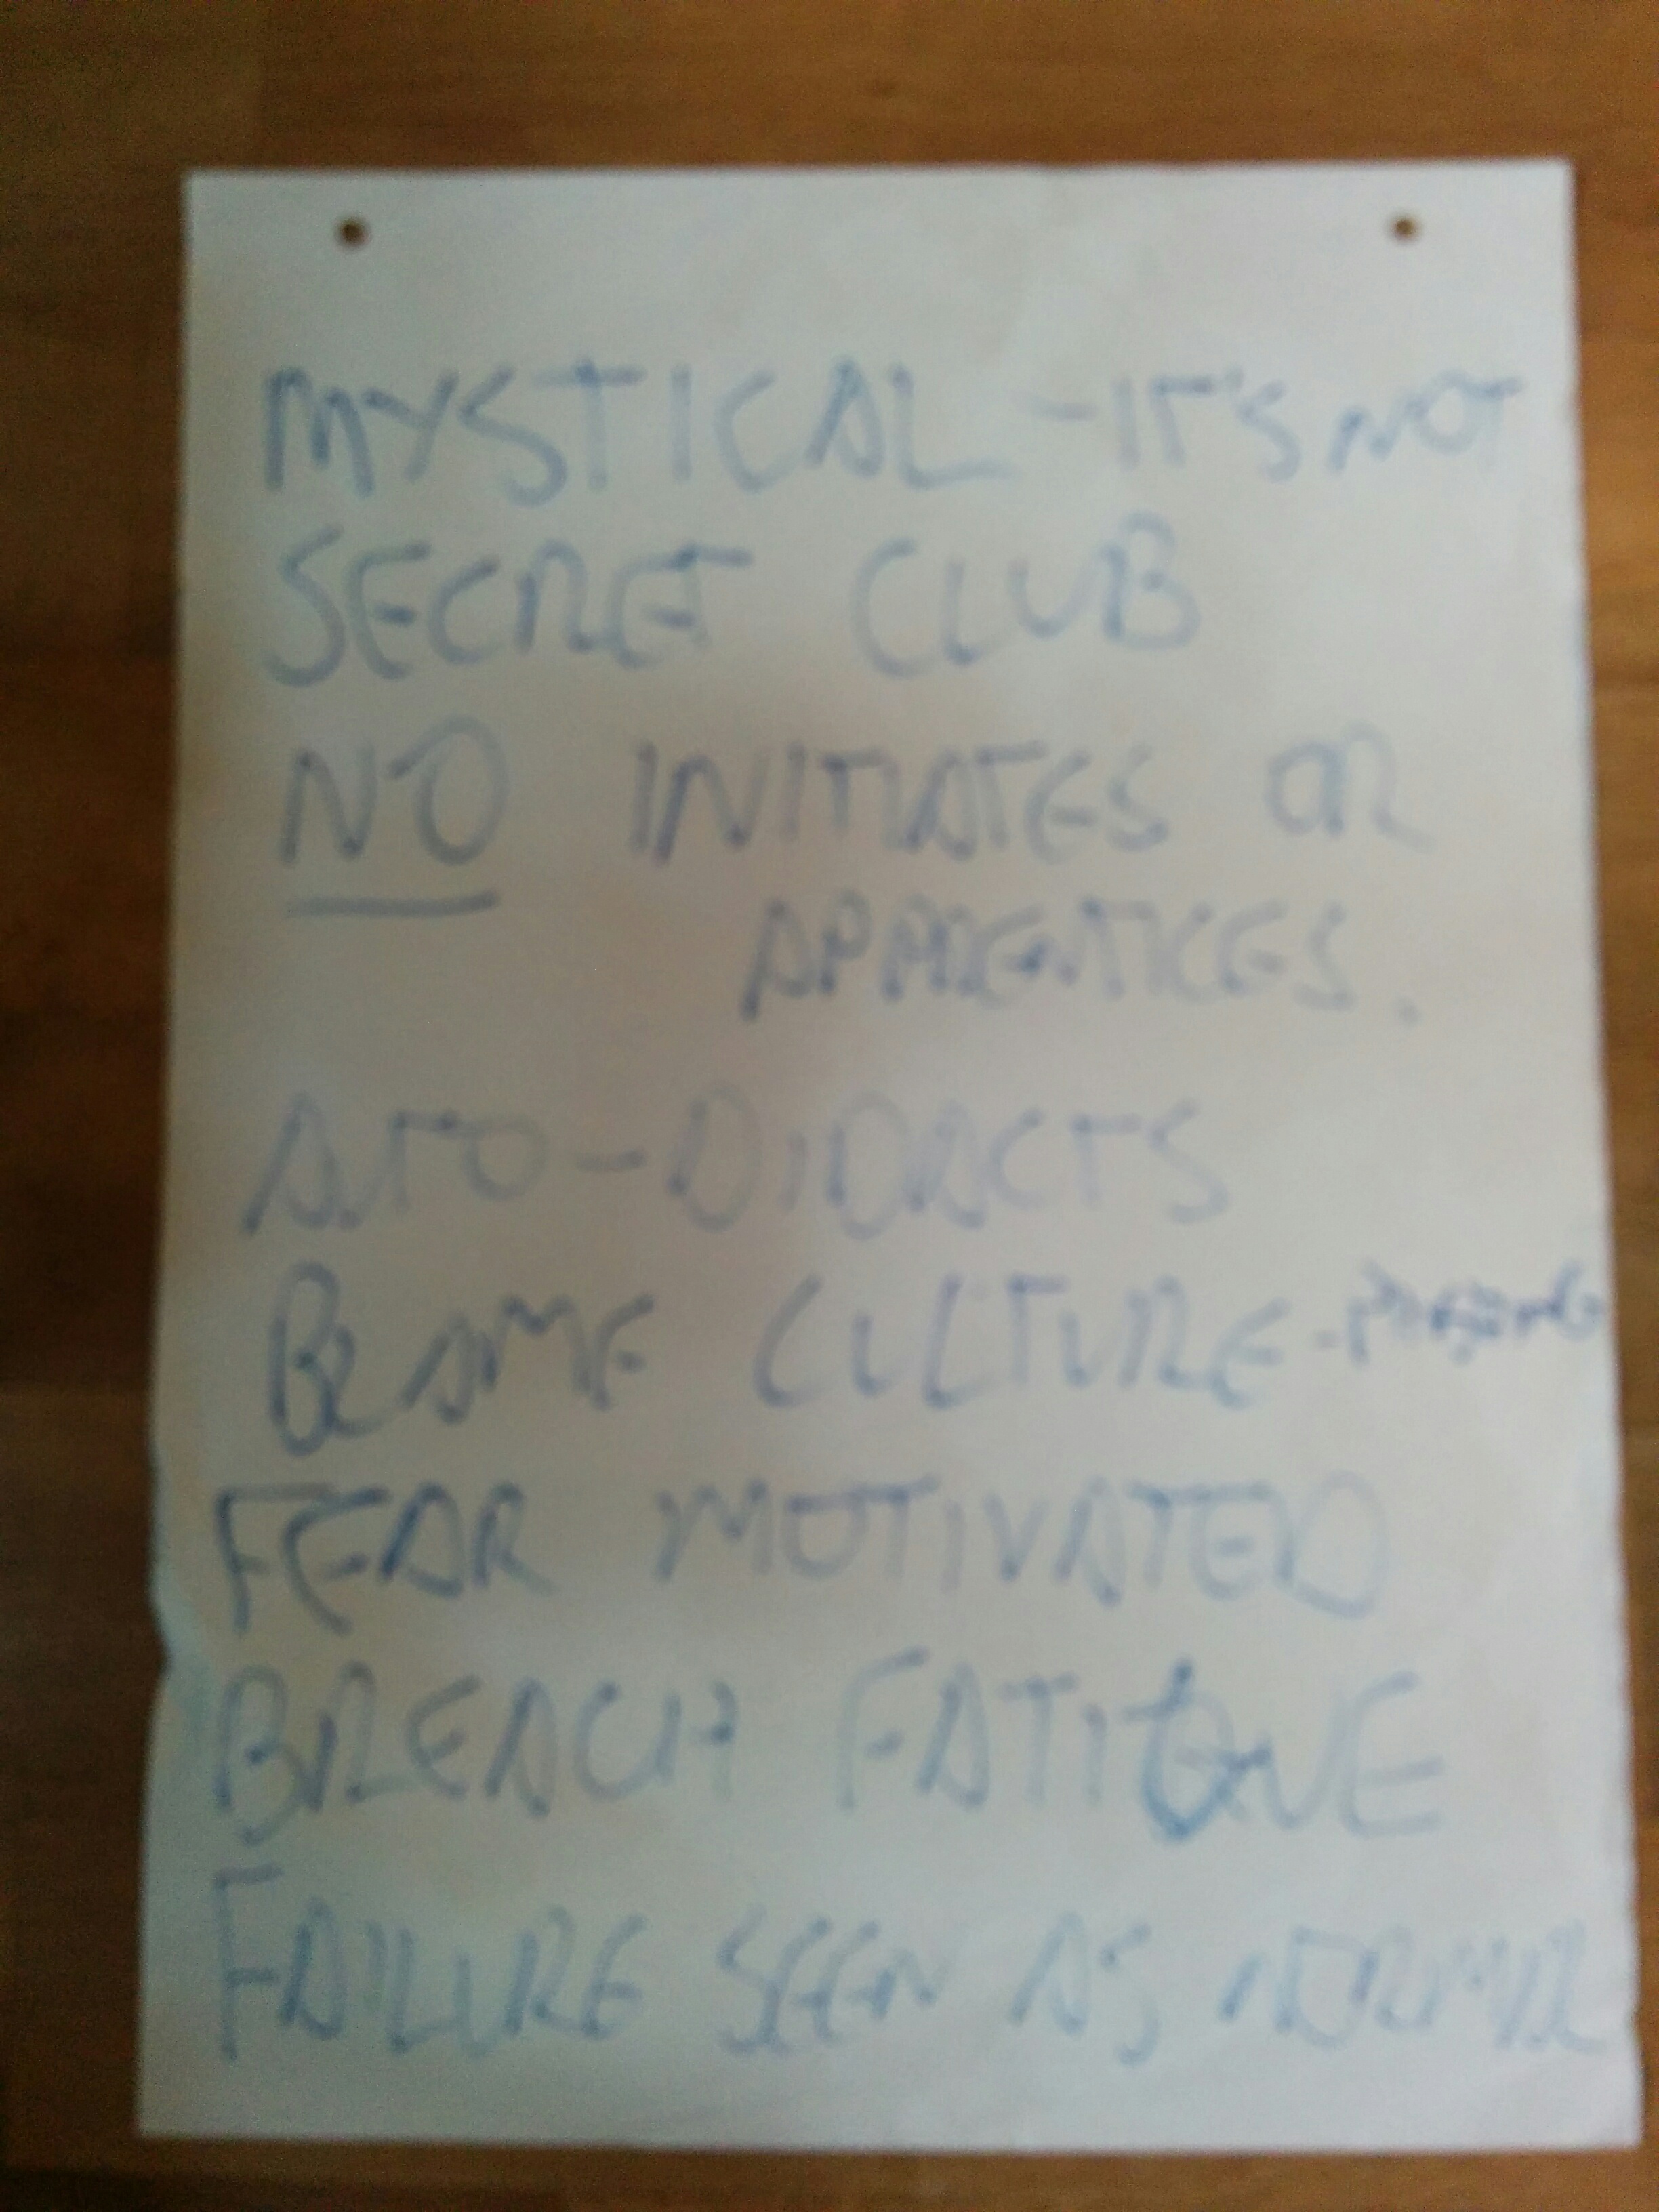 MYSTICAL - IT'S NOT
SECRET CLUB
NO INITIATES OR
APPRENTICES.
AUTO-DIDACTS
BLAME CULTURE -
FEAR MOTIVATED
BREACH FATIGUE
FAILURE SEEN AS NORMAL